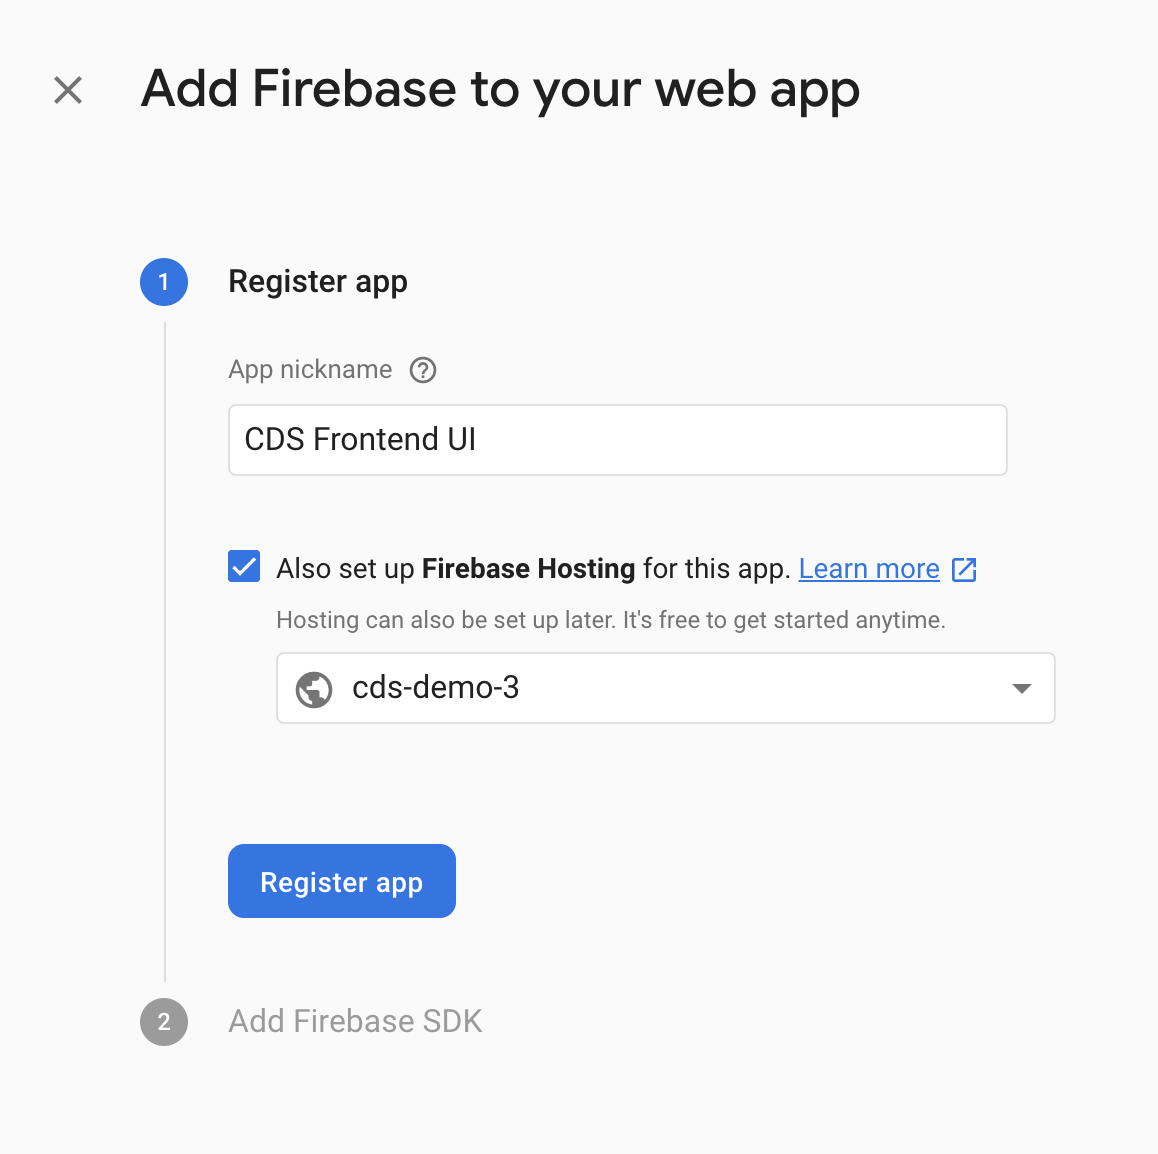 Add Firebase to your web app
1 Register app
App nickname
CDS Frontend UI
Also set up Firebase Hosting for this app. Learn more
Hosting can also be set up later. It's free to get started anytime.
cds-demo-3
Register app
2 Add Firebase SDK